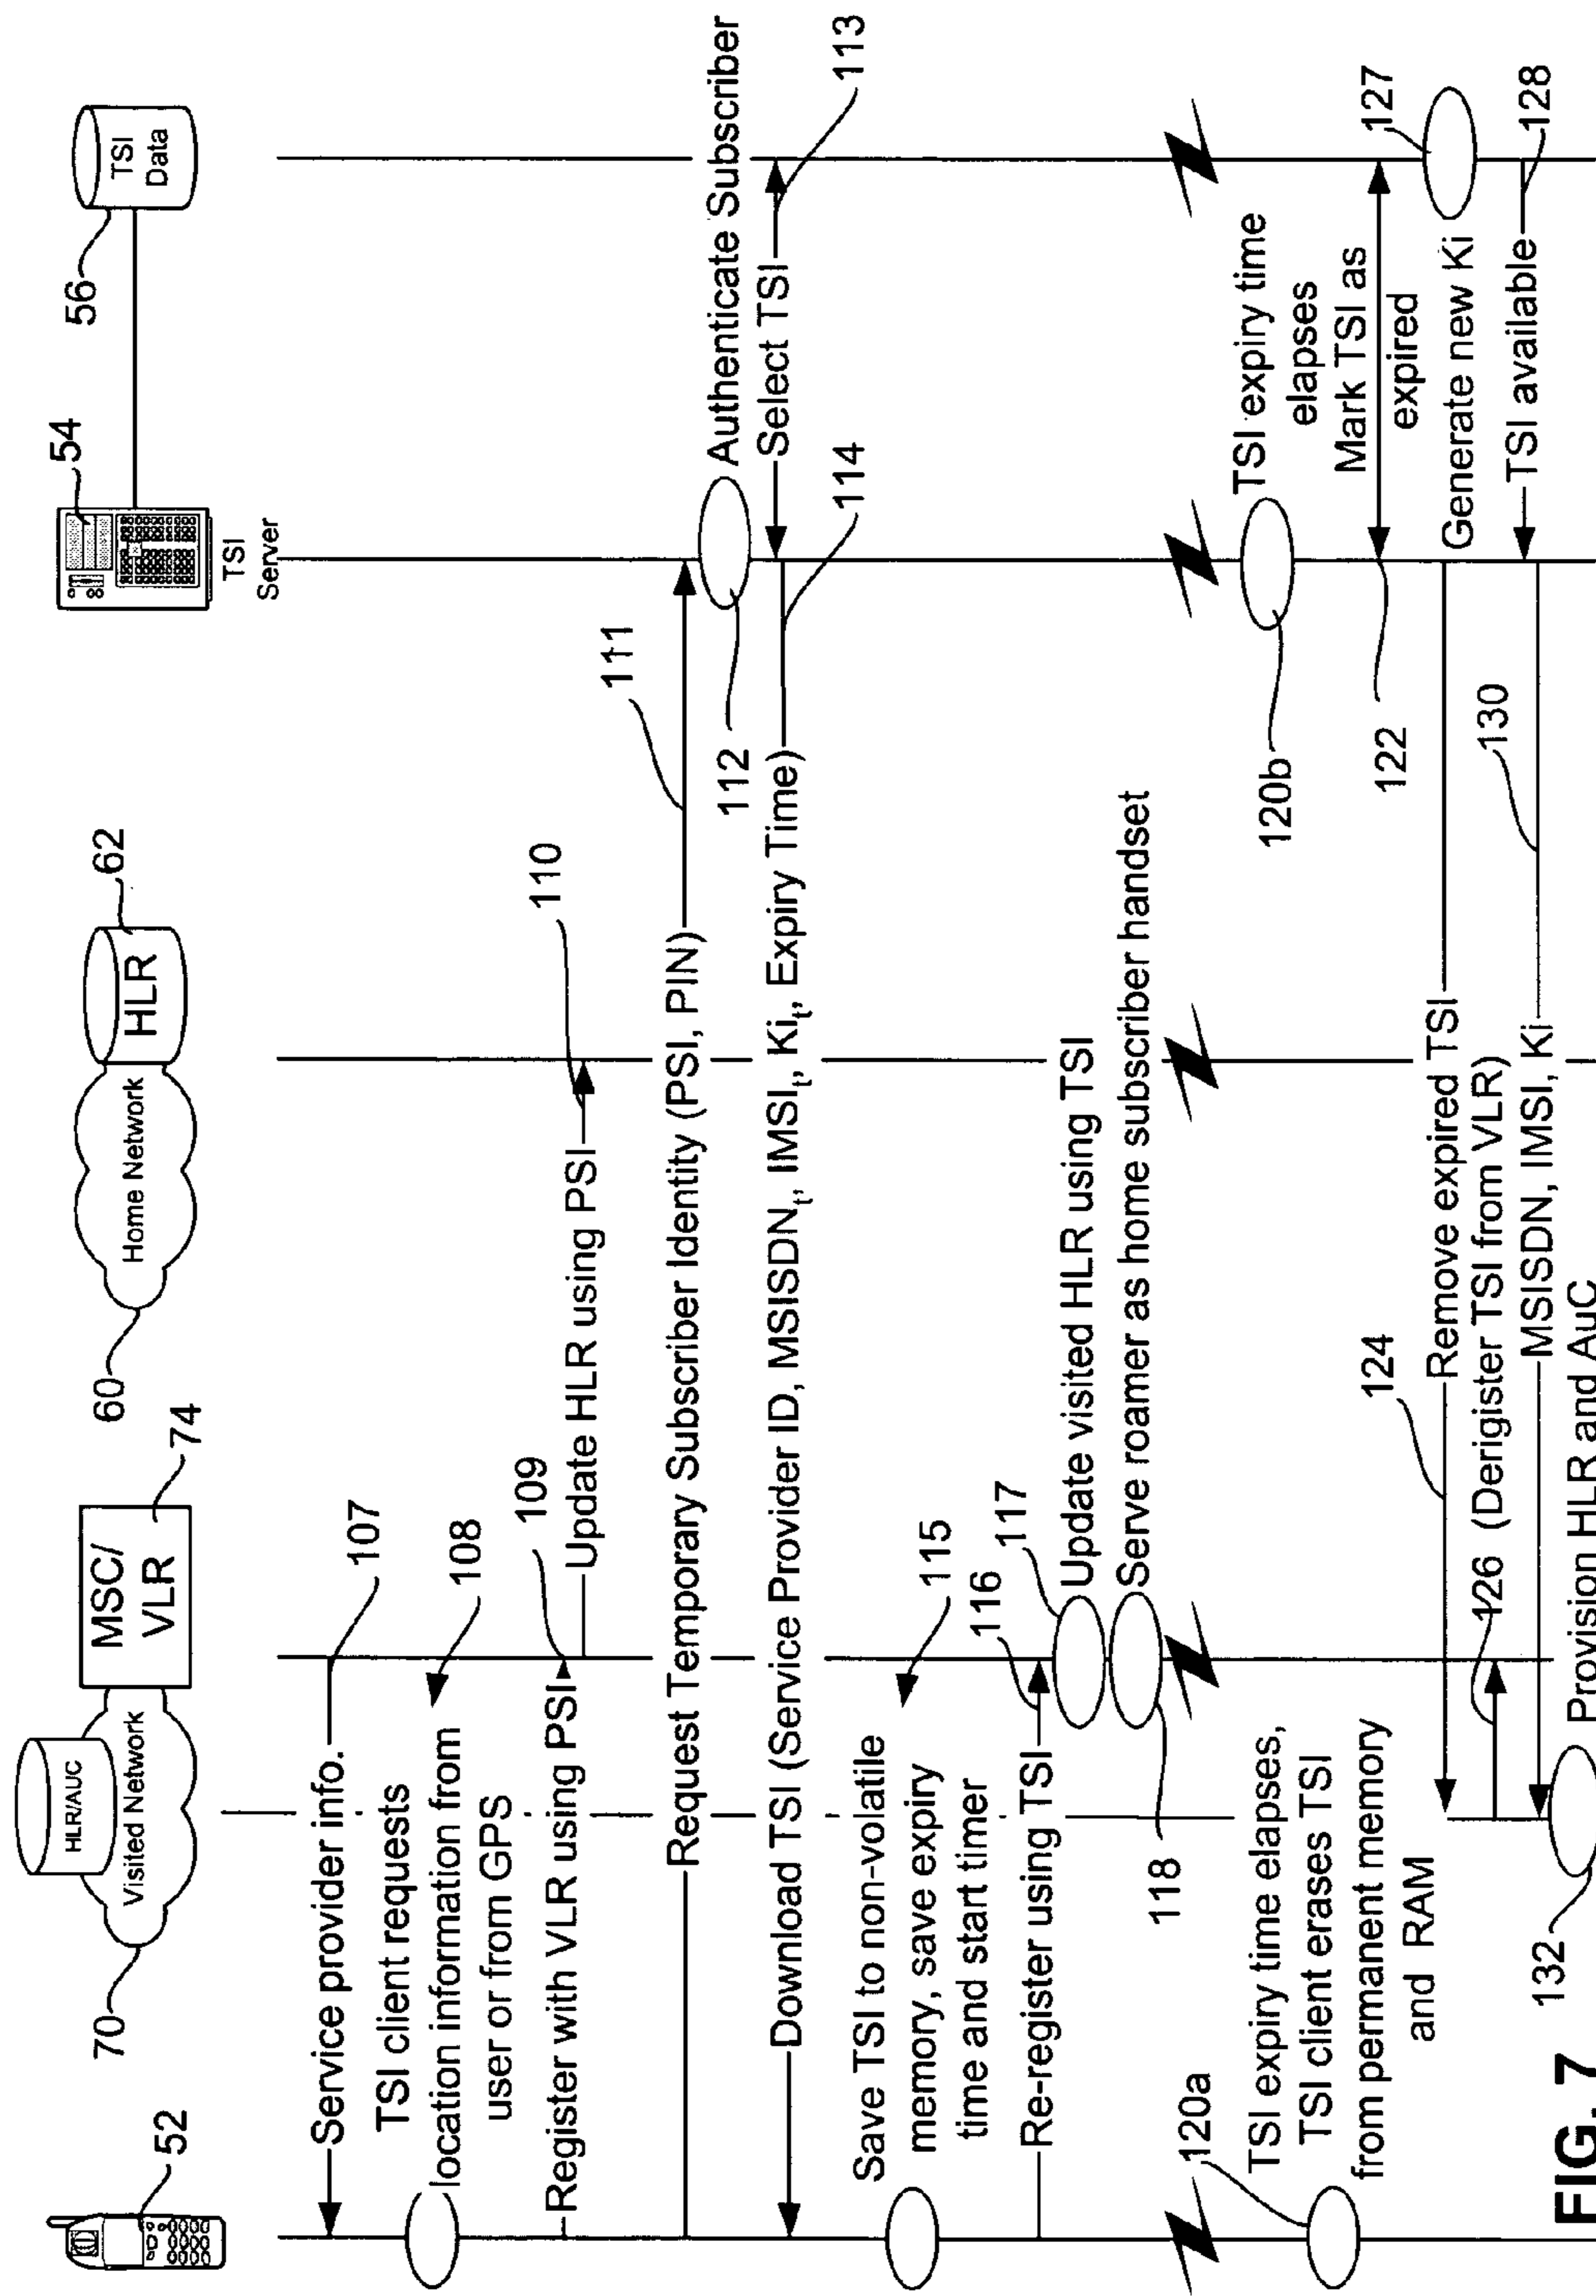 52
70
HLR/AUC
Visited Network
MSC/
VLR
74
60
Home Network
HLR
62
54
TSI
Server
56
TSI
Data
Service provider info.
107
TSI client requests
location information from
user or from GPS
108
Register with VLR using PSI
109
Update HLR using PSI
110
Request Temporary Subscriber Identity (PSI, PIN)
111
112
Authenticate Subscriber
Select TSI
113
Download TSI (Service Provider ID, MSISDNt, IMSIt, Kit, Expiry Time)
114
Save TSI to non-volatile
memory, save expiry
time and start timer
115
Re-register using TSI
116
117
Update visited HLR using TSI
118
Serve roamer as home subscriber handset
120a
TSI expiry time elapses,
TSI client erases TSI
from permanent memory
and RAM
120b
TSI expiry time
elapses
Mark TSI as
expired
122
124
Remove expired TSI
126 (Derigister TSI from VLR)
Generate new Ki
127
TSI available
128
MSISDN, IMSI, Ki
130
132
Provision HLR and AuC
FIG. 7